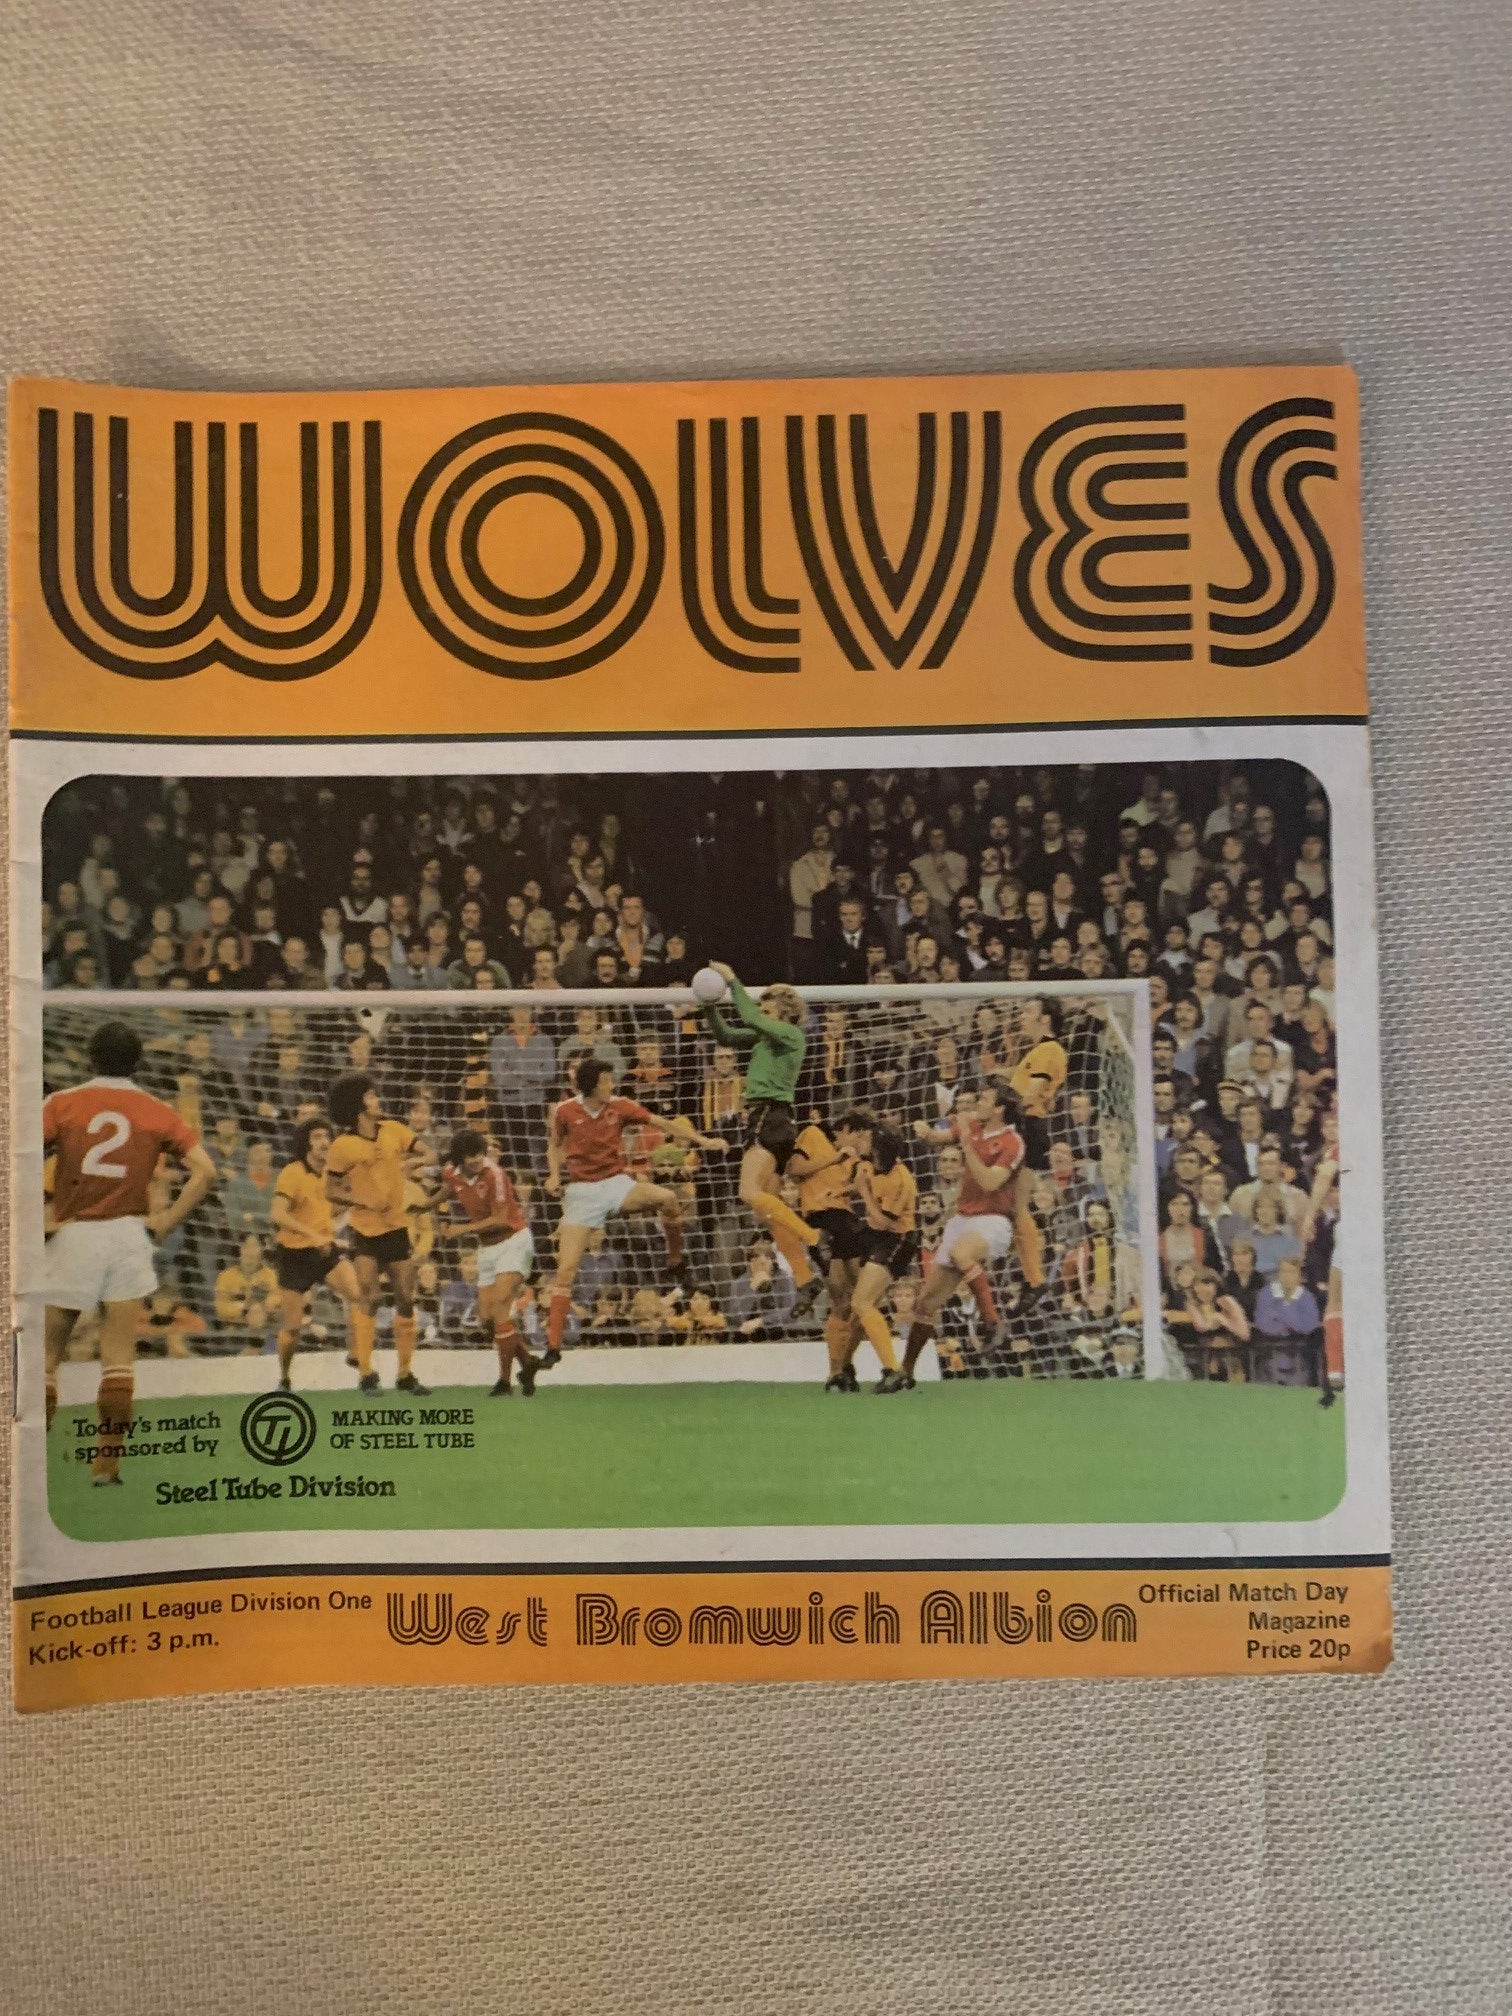 WOLVES
2
Today's match
sponsored by
TI
MAKING MORE
OF STEEL TUBE
Steel Tube Division
Football League Division One
Kick-off: 3 p.m.
West Bromwich Albion
Official Match Day
Magazine
Price 20p